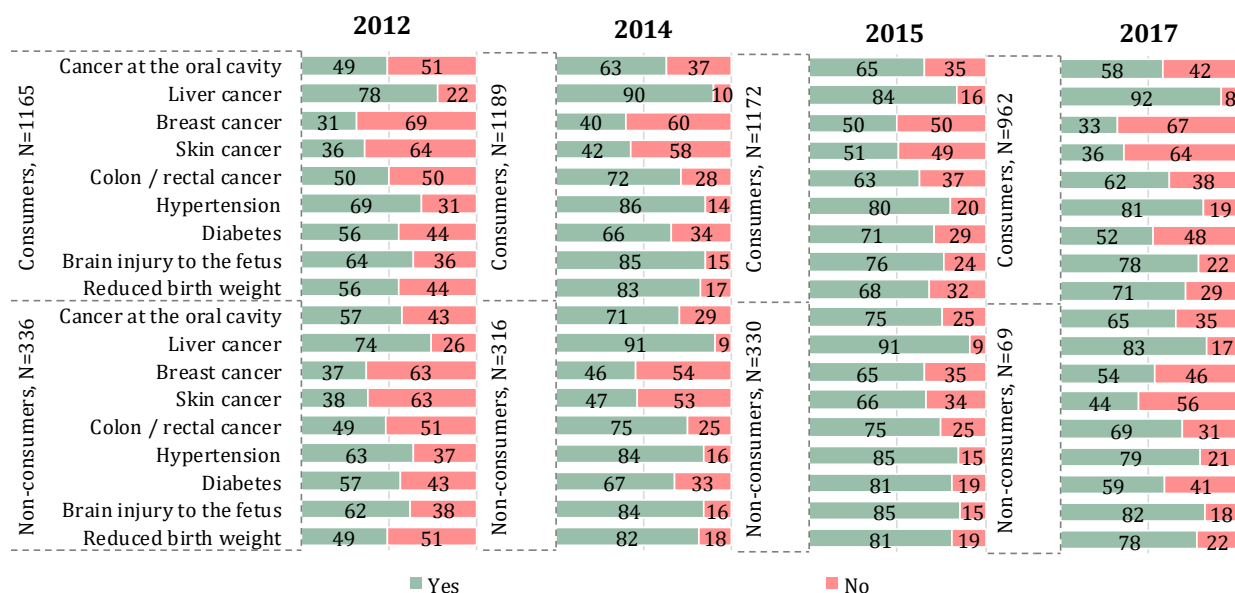 2012 2014 2015 2017
Consumers, N=1165 Consumers, N=1189 Consumers, N=1172 Consumers, N=962
Cancer at the oral cavity 49 51 63 37 65 35 58 42
Liver cancer 78 22 90 10 84 16 92 8
Breast cancer 31 69 40 60 50 50 33 67
Skin cancer 36 64 42 58 51 49 36 64
Colon / rectal cancer 50 50 72 28 63 37 62 38
Hypertension 69 31 86 14 80 20 81 19
Diabetes 56 44 66 34 71 29 52 48
Brain injury to the fetus 64 36 85 15 76 24 78 22
Reduced birth weight 56 44 83 17 68 32 71 29
Non-consumers, N=336 Non-consumers, N=316 Non-consumers, N=330 Non-consumers, N=69
Cancer at the oral cavity 57 43 71 29 75 25 65 35
Liver cancer 74 26 91 9 91 9 83 17
Breast cancer 37 63 46 54 65 35 54 46
Skin cancer 38 63 47 53 66 34 44 56
Colon / rectal cancer 49 51 75 25 75 25 69 31
Hypertension 63 37 84 16 85 15 79 21
Diabetes 57 43 67 33 81 19 59 41
Brain injury to the fetus 62 38 84 16 85 15 82 18
Reduced birth weight 49 51 82 18 81 19 78 22
Yes No